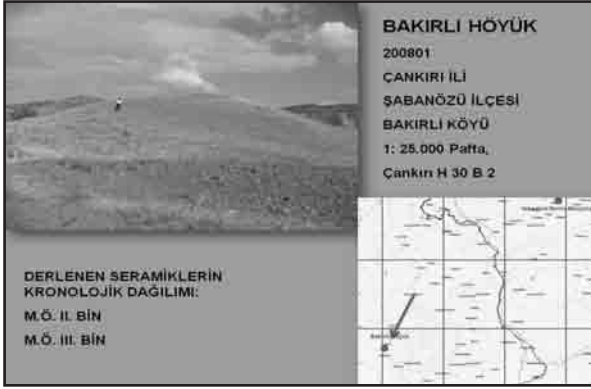 BAKIRLI HÖYÜK
200801
ÇANKIRI İLİ
ŞABANÖZÜ İLÇESİ
BAKIRLI KÖYÜ
1: 25.000 Pafta,
Çankırı H 30 B 2
DERLENEN SERAMİKLERİN
KRONOLOJİK DAĞILIMI:
M.Ö. II. BİN
M.Ö. III. BİN